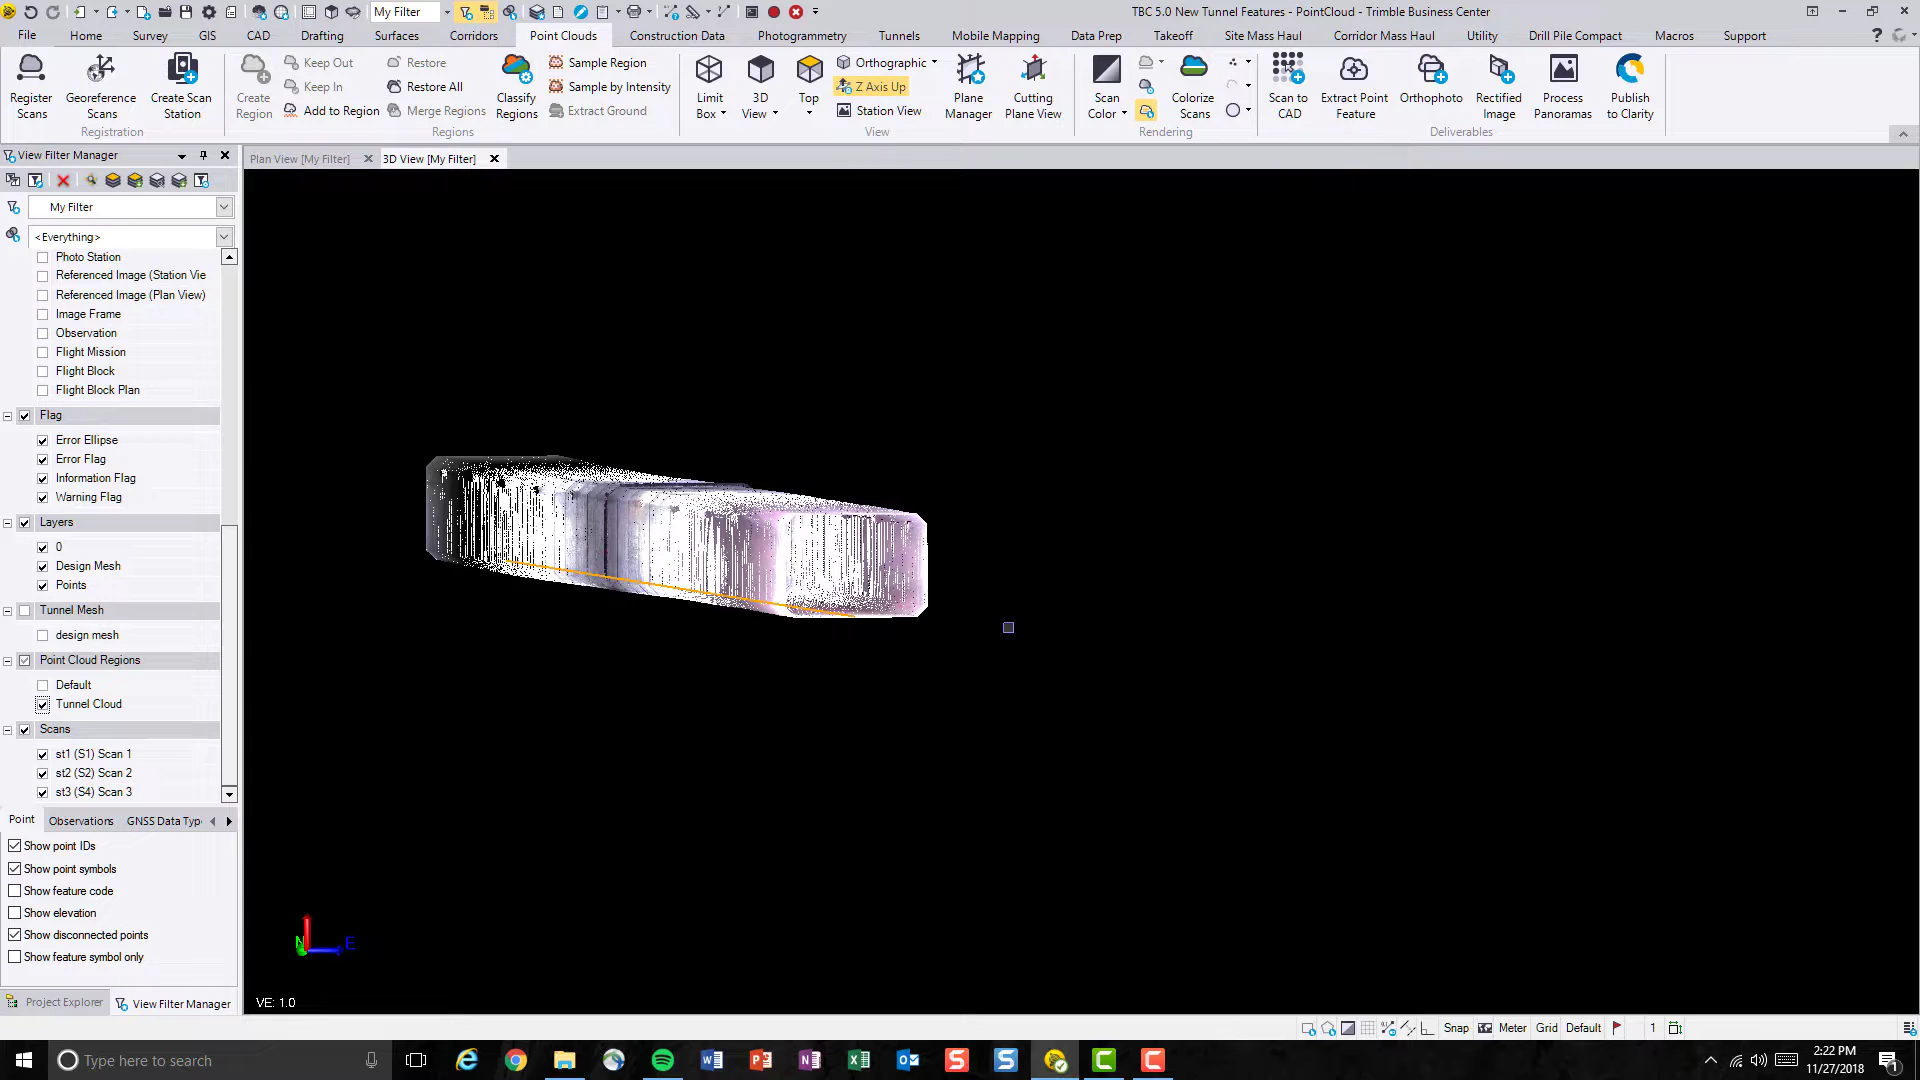 My Filter
TBC 5.0 New Tunnel Features - PointCloud - Trimble Business Center
File Home Survey GIS CAD Drafting Surfaces Corridors Point Clouds Construction Data Photogrammetry Tunnels Mobile Mapping Data Prep Takeoff Site Mass Haul Corridor Mass Haul Utility Drill Pile Compact Macros Support
Register Scans
Georeference Scans
Create Scan Station
Registration
Create Region
Keep Out
Keep In
Add to Region
Restore
Restore All
Merge Regions
Classify Regions
Sample Region
Sample by Intensity
Extract Ground
Regions
Limit Box
3D View
Top
Orthographic
Z Axis Up
Station View
Plane Manager
Cutting Plane View
View
Scan Color
Colorize Scans
Rendering
Scan to CAD
Extract Point Feature
Orthophoto
Rectified Image
Process Panoramas
Publish to Clarity
Deliverables
View Filter Manager
Plan View [My Filter]
3D View [My Filter]
My Filter
<Everything>
Photo Station
Referenced Image (Station Vie
Referenced Image (Plan View)
Image Frame
Observation
Flight Mission
Flight Block
Flight Block Plan
Flag
Error Ellipse
Error Flag
Information Flag
Warning Flag
Layers
0
Design Mesh
Points
Tunnel Mesh
design mesh
Point Cloud Regions
Default
Tunnel Cloud
Scans
st1 (S1) Scan 1
st2 (S2) Scan 2
st3 (S4) Scan 3
Point Observations GNSS Data Typ
Show point IDs
Show point symbols
Show feature code
Show elevation
Show disconnected points
Show feature symbol only
Project Explorer View Filter Manager
N E
VE: 1.0
Snap Meter Grid Default 1
Type here to search
2:22 PM
11/27/2018
1